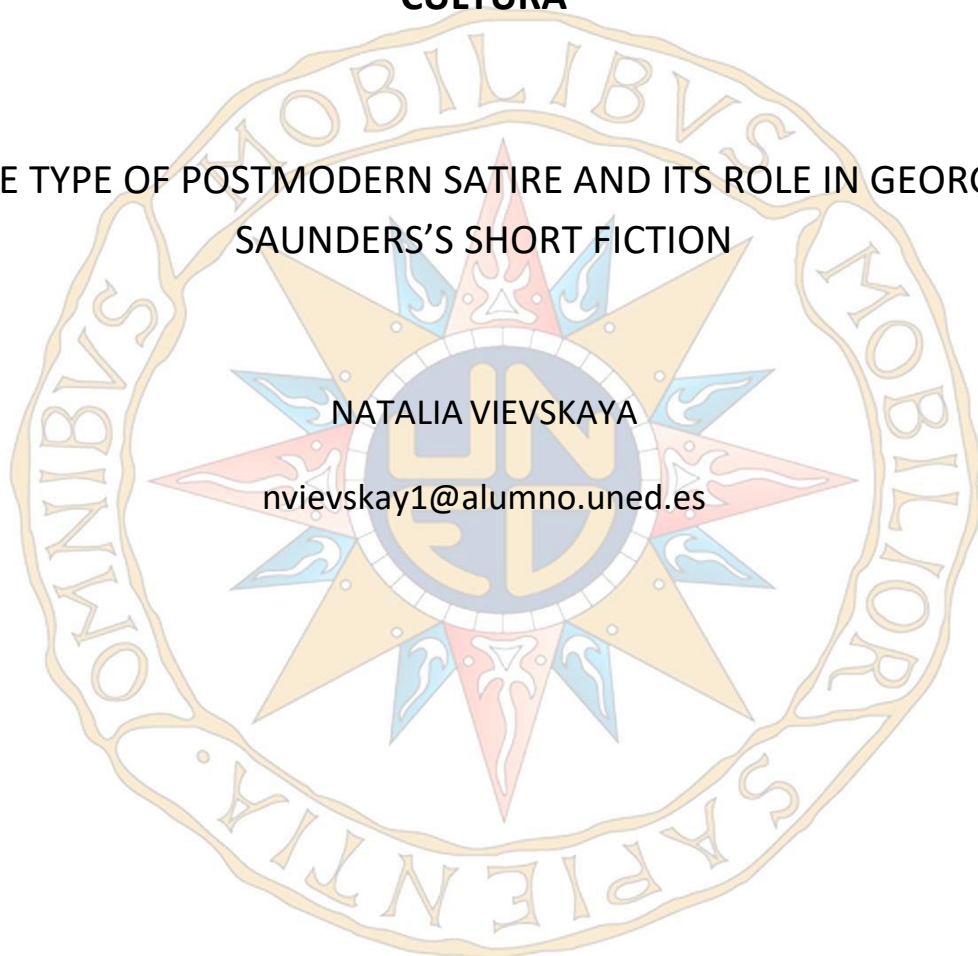 CULTURA
E TYPE OF POSTMODERN SATIRE AND ITS ROLE IN GEORG
SAUNDERS’S SHORT FICTION
NATALIA VIEVSKAYA
nvievskay1@alumno.uned.es
OMNIBVS MOBILIBVS MOBILIOR SAPIENTIA.
UNED